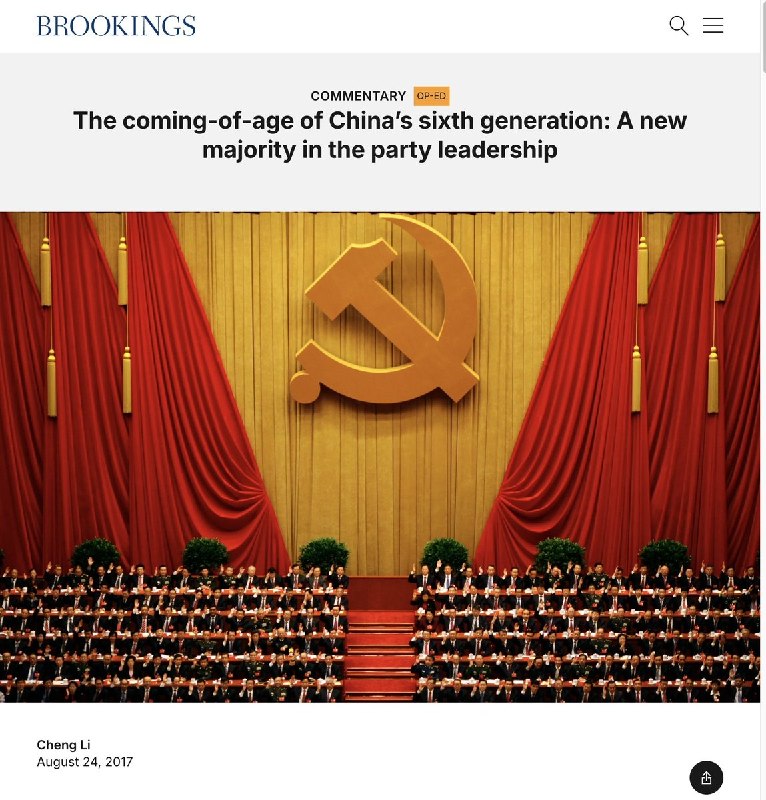 BROOKINGS
COMMENTARY OP-ED
The coming-of-age of China’s sixth generation: A new
majority in the party leadership
Cheng Li
August 24, 2017